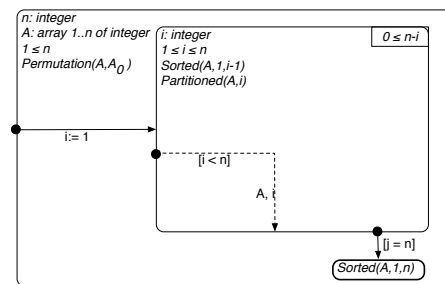 n: integer
A: array 1..n of integer
1 ≤ n
Permutation(A,A₀ )
i: integer
1 ≤ i ≤ n
Sorted(A,1,i-1)
Partitioned(A,i)
0 ≤ n-i
i:= 1
[i < n]
A, i
[j = n]
Sorted(A,1,n)